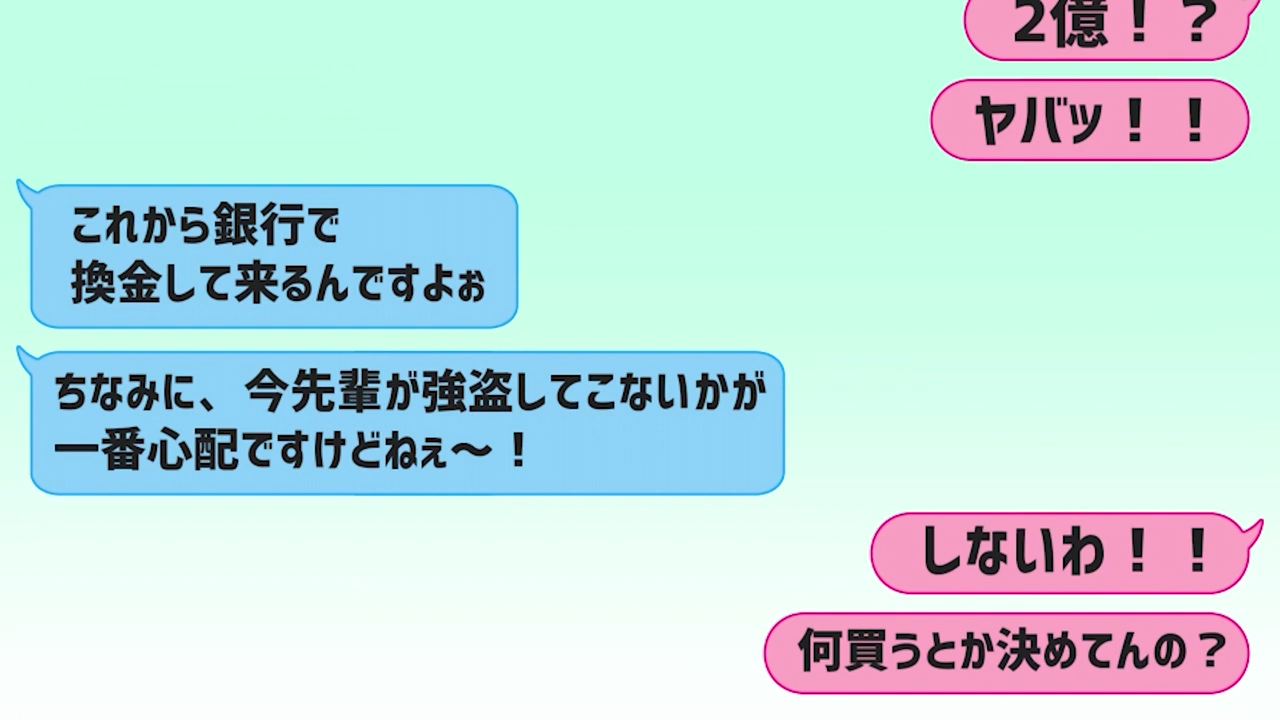 2億！？
ヤバッ！！
これから銀行で
換金して来るんですよぉ
ちなみに、今先輩が強盗してこないかが
一番心配ですけどねぇ〜！
しないわ！！
何買うとか決めてんの？